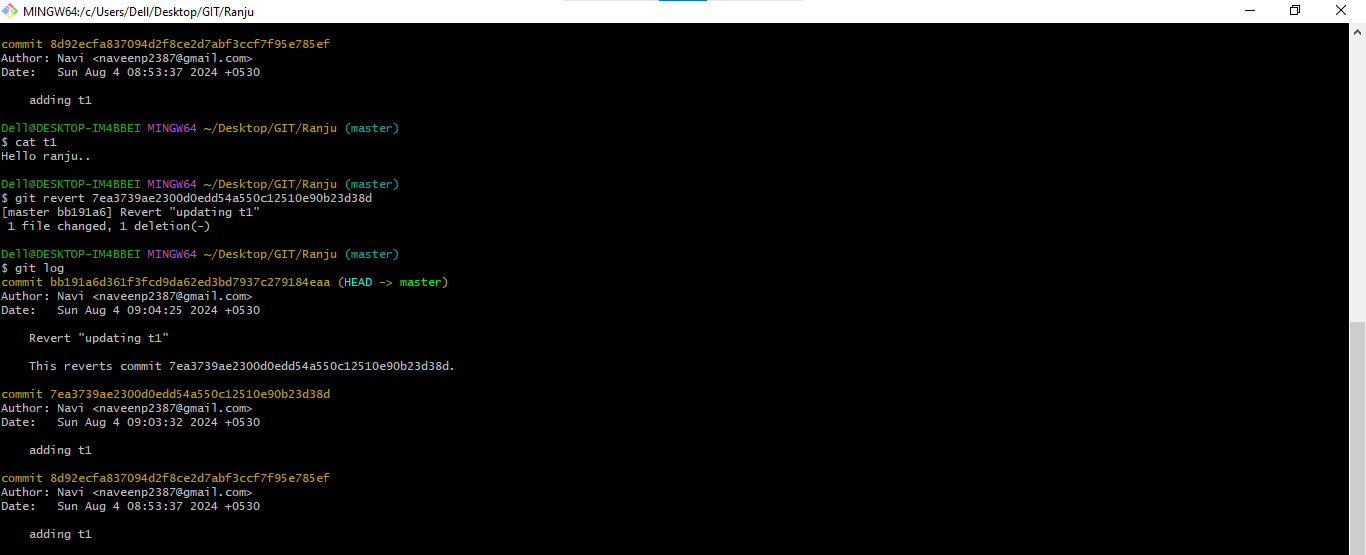 MINGW64:/c/Users/Dell/Desktop/GIT/Ranju
commit 8d92ecfa837094d2f8ce2d7abf3ccf7f95e785ef
Author: Navi <naveenp2387@gmail.com>
Date:   Sun Aug 4 08:53:37 2024 +0530
    adding t1
Dell@DESKTOP-IM4BBEI MINGW64 ~/Desktop/GIT/Ranju (master)
$ cat t1
Hello ranju..
Dell@DESKTOP-IM4BBEI MINGW64 ~/Desktop/GIT/Ranju (master)
$ git revert 7ea3739ae2300d0edd54a550c12510e90b23d38d
[master bb191a6] Revert "updating t1"
 1 file changed, 1 deletion(-)
Dell@DESKTOP-IM4BBEI MINGW64 ~/Desktop/GIT/Ranju (master)
$ git log
commit bb191a6d361f3fcd9da62ed3bd7937c279184eaa (HEAD -> master)
Author: Navi <naveenp2387@gmail.com>
Date:   Sun Aug 4 09:04:25 2024 +0530
    Revert "updating t1"
    This reverts commit 7ea3739ae2300d0edd54a550c12510e90b23d38d.
commit 7ea3739ae2300d0edd54a550c12510e90b23d38d
Author: Navi <naveenp2387@gmail.com>
Date:   Sun Aug 4 09:03:32 2024 +0530
    adding t1
commit 8d92ecfa837094d2f8ce2d7abf3ccf7f95e785ef
Author: Navi <naveenp2387@gmail.com>
Date:   Sun Aug 4 08:53:37 2024 +0530
    adding t1